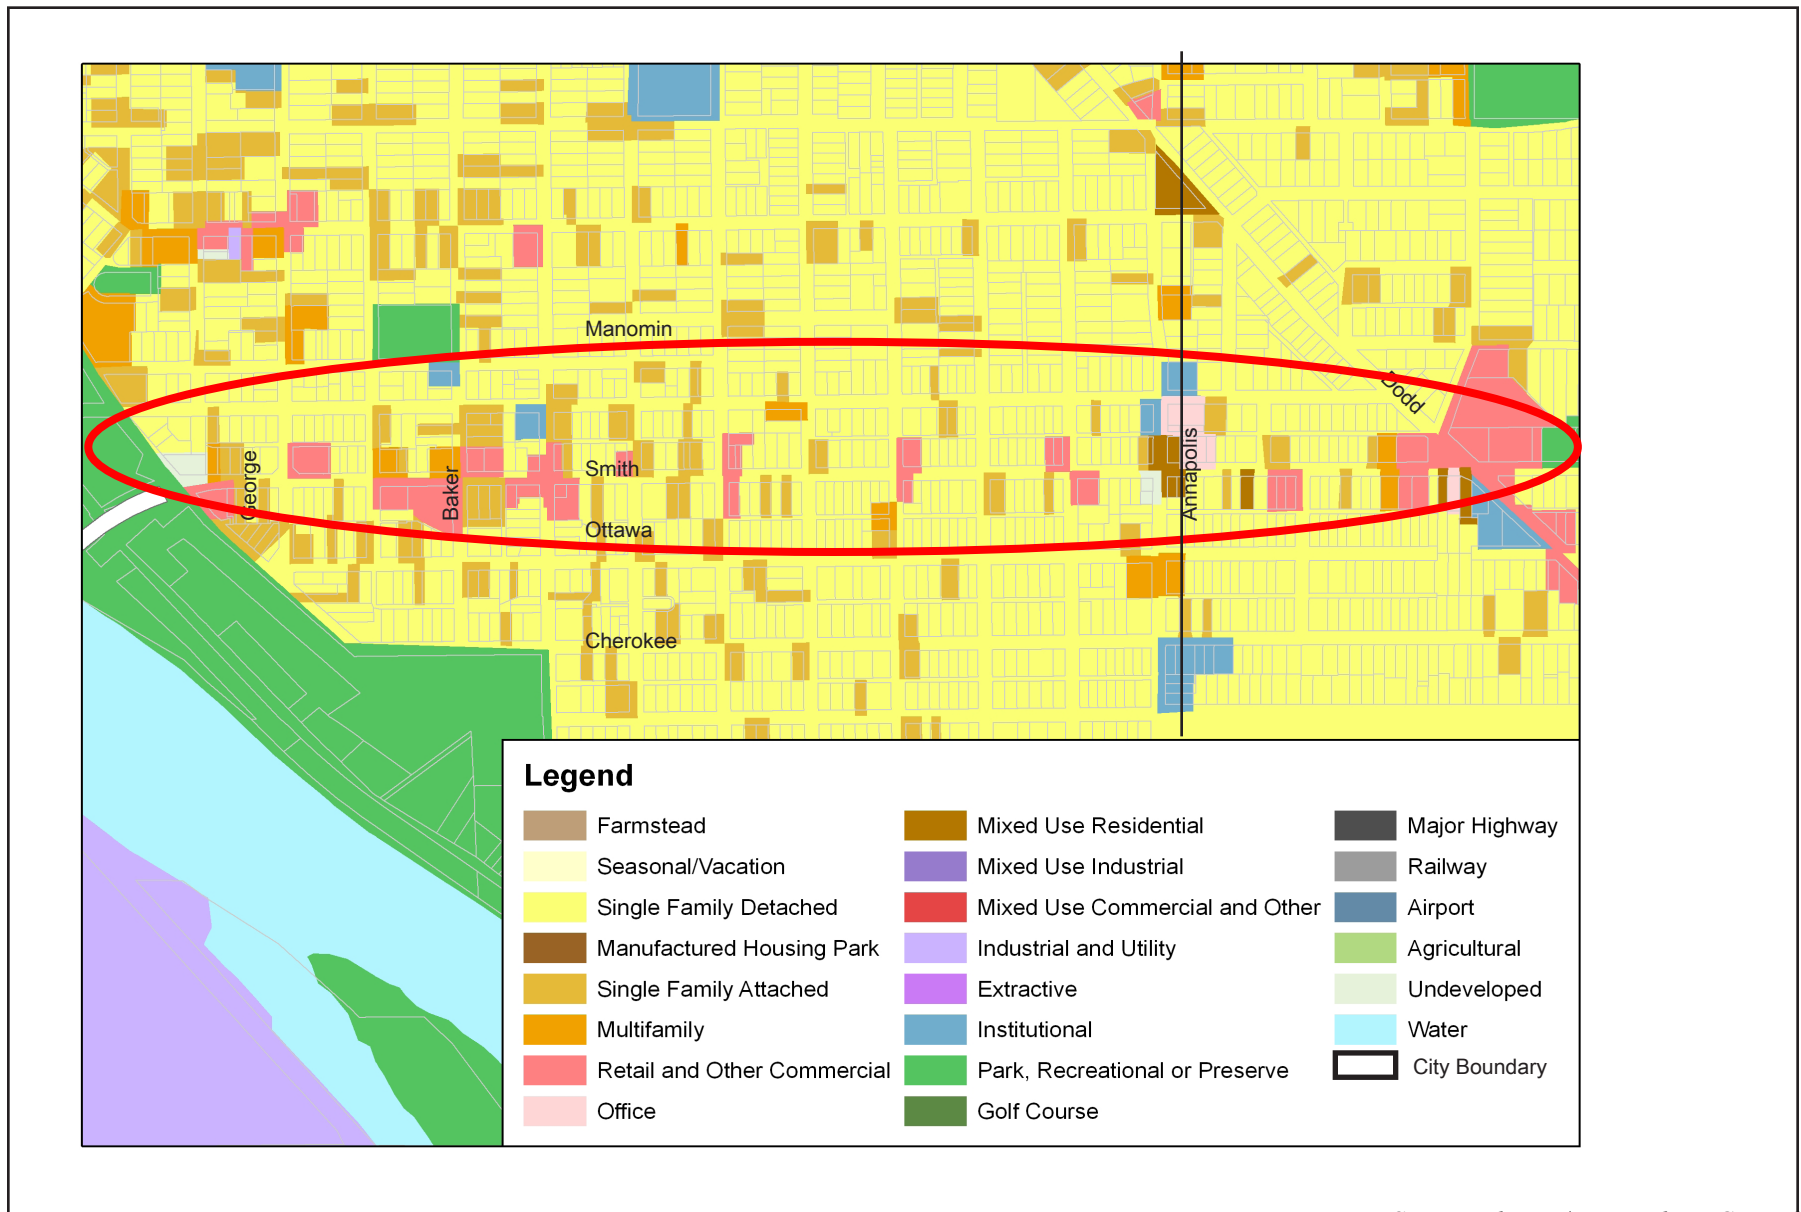 Manomin
Dodd
Smith
George
Baker
Annapolis
Ottawa
Cherokee
Legend
Farmstead
Seasonal/Vacation
Single Family Detached
Manufactured Housing Park
Single Family Attached
Multifamily
Retail and Other Commercial
Office
Mixed Use Residential
Mixed Use Industrial
Mixed Use Commercial and Other
Industrial and Utility
Extractive
Institutional
Park, Recreational or Preserve
Golf Course
Major Highway
Railway
Airport
Agricultural
Undeveloped
Water
City Boundary